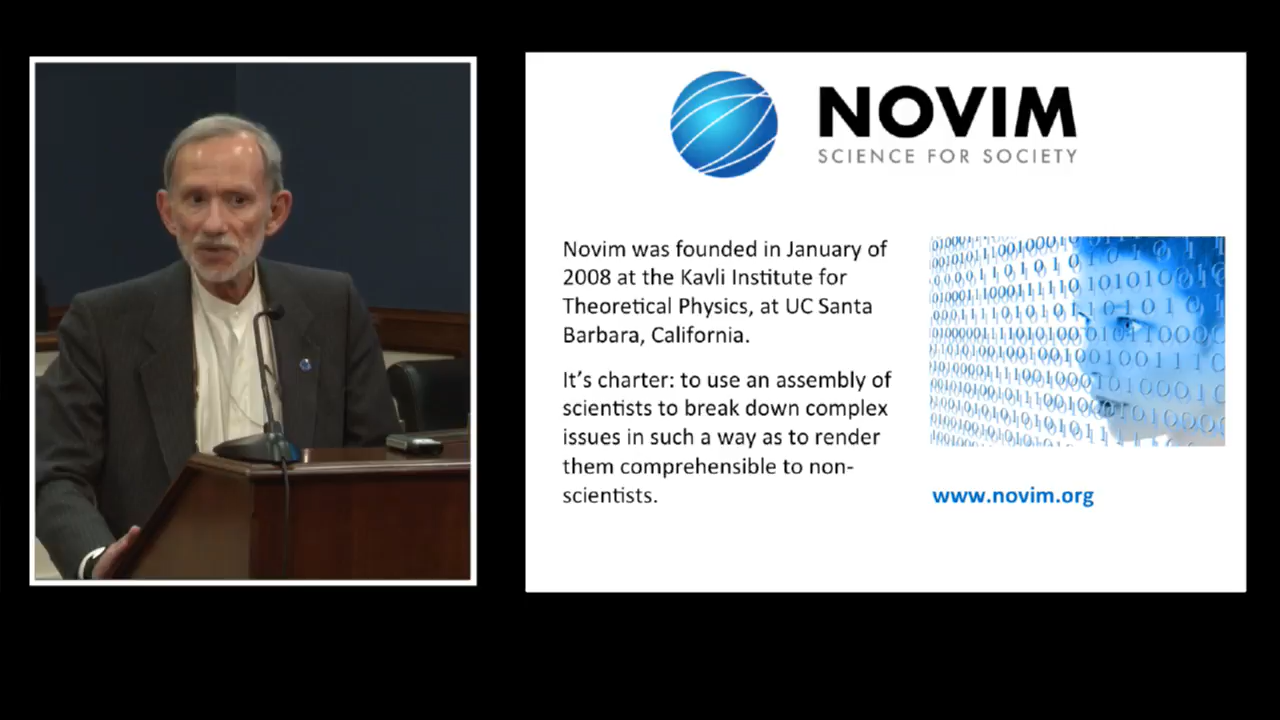 NOVIM
SCIENCE FOR SOCIETY
Novim was founded in January of
2008 at the Kavli Institute for
Theoretical Physics, at UC Santa
Barbara, California.
It’s charter: to use an assembly of
scientists to break down complex
issues in such a way as to render
them comprehensible to non-
scientists.
www.novim.org